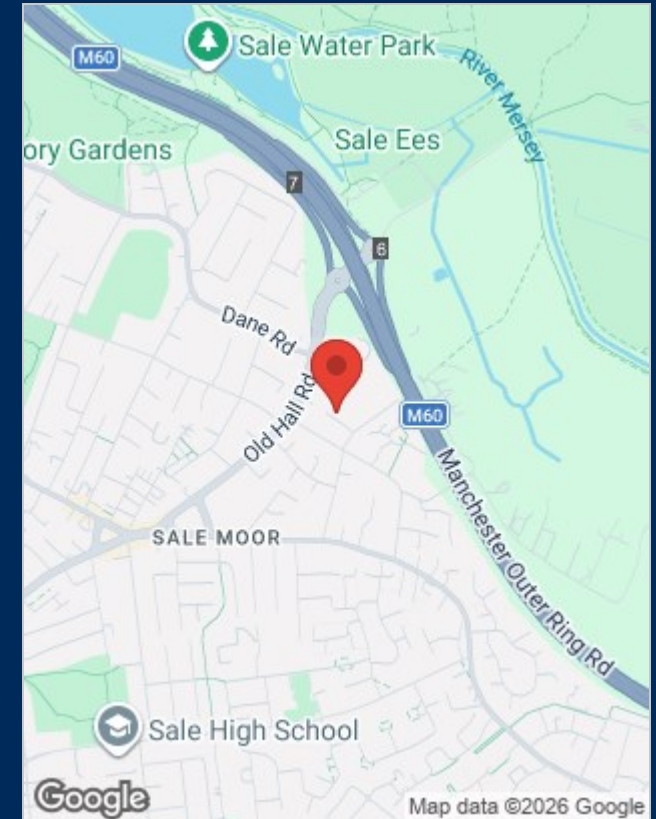 M60
Sale Water Park
River Mersey
ory Gardens
Sale Ees
7
6
Dane Rd
Old Hall Rd
M60
Manchester Outer Ring Rd
SALE MOOR
Sale High School
Google
Map data ©2026 Google